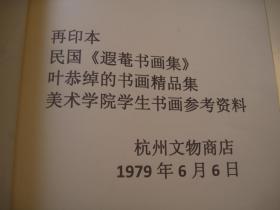 再印本
民国《遐菴书画集》
叶恭绰的书画精品集
美术学院学生书画参考资料
杭州文物商店
1979 年 6 月 6 日